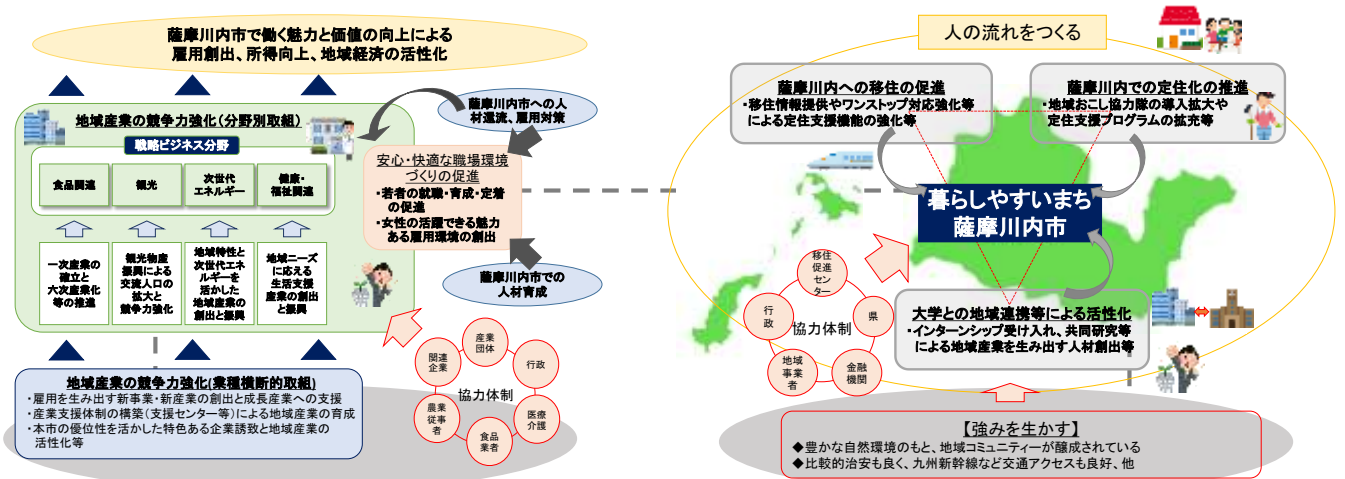 薩摩川内市で働く魅力と価値の向上による
雇用創出、所得向上、地域経済の活性化
地域産業の競争力強化（分野別取組）
戦略ビジネス分野
食品関連
観光
次世代
エネルギー
健康・
福祉関連
一次産業の
確立と
六次産業化
等の推進
観光物産
振興による
交流人口の
拡大と
競争力強化
地域特性と
次世代エネ
ルギーを
活かした
地域産業の
創出と振興
地域ニーズ
に応える
生活支援
産業の創出
と振興
薩摩川内市への人
材還流、雇用対策
安心・快適な職場環境
づくりの促進
・若者の就職・育成・定着
の促進
・女性の活躍できる魅力
ある雇用環境の創出
薩摩川内市での
人材育成
地域産業の競争力強化(業種横断的取組)
・雇用を生み出す新事業・新産業の創出と成長産業への支援
・産業支援体制の構築（支援センター等）による地域産業の育成
・本市の優位性を活かした特色ある企業誘致と地域産業の
活性化等
産業
団体
関連
企業
行政
協力体制
農業
従事
者
医療
介護
食品
業者
人の流れをつくる
薩摩川内への移住の促進
・移住情報提供やワンストップ対応強化等
による定住支援機能の強化等
薩摩川内での定住化の推進
・地域おこし協力隊の導入拡大や
定住支援プログラムの拡充等
暮らしやすいまち
薩摩川内市
移住
促進
センター
行
政
県
協力体制
地域
事業
者
金融
機関
大学との地域連携等による活性化
・インターンシップ受け入れ、共同研究等
による地域産業を生み出す人材創出等
【強みを生かす】
◆豊かな自然環境のもと、地域コミュニティーが醸成されている
◆比較的治安も良く、九州新幹線など交通アクセスも良好、他